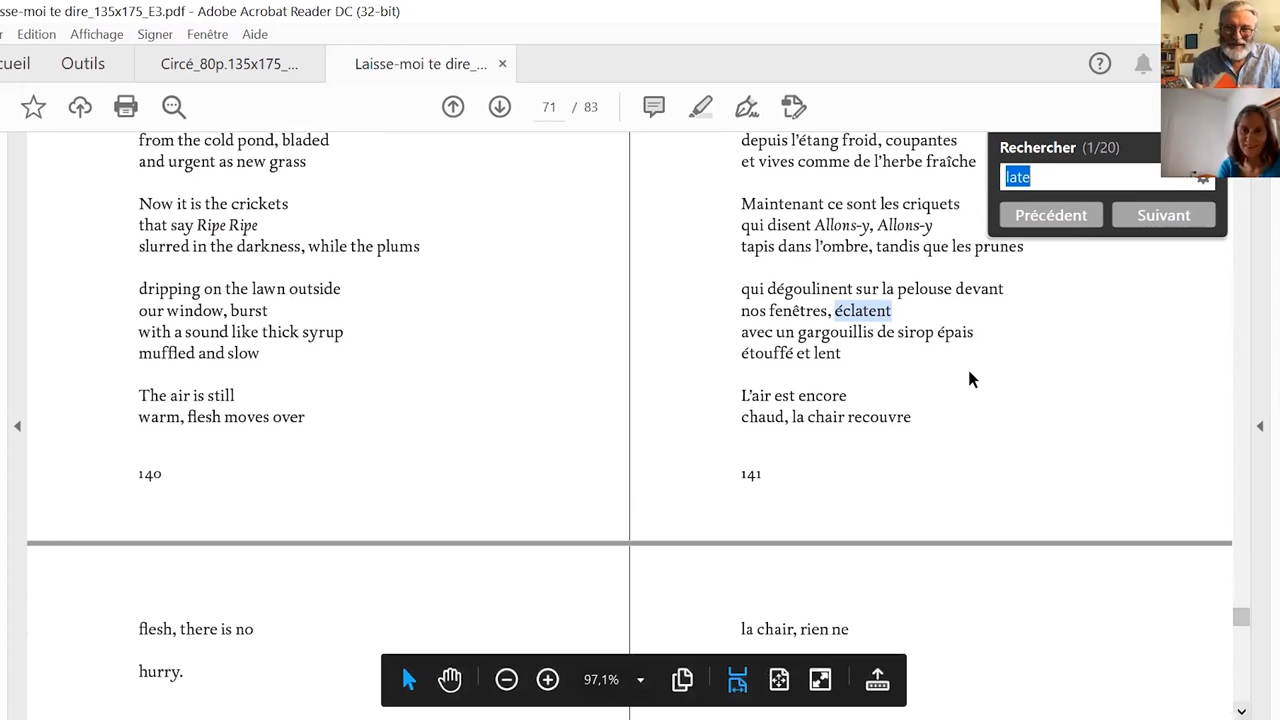 isse-moi te dire_135x175_E3.pdf - Adobe Acrobat Reader DC (32-bit)
r Edition Affichage Signer Fenêtre Aide
cueil Outils Circé_80p.135x175_... Laisse-moi te dire_... ×
71 / 83
from the cold pond, bladed
and urgent as new grass
Now it is the crickets
that say Ripe Ripe
slurred in the darkness, while the plums
dripping on the lawn outside
our window, burst
with a sound like thick syrup
muffled and slow
The air is still
warm, flesh moves over
140
depuis l’étang froid, coupantes
et vives comme de l’herbe fraîche
Maintenant ce sont les criquets
qui disent Allons-y, Allons-y
tapis dans l’ombre, tandis que les prunes
qui dégoulinent sur la pelouse devant
nos fenêtres, éclatent
avec un gargouillis de sirop épais
étouffé et lent
L’air est encore
chaud, la chair recouvre
141
Rechercher (1/20)
late
Précédent Suivant
flesh, there is no
hurry.
la chair, rien ne
97,1%